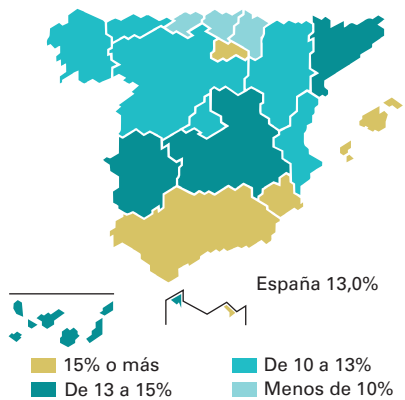 España 13,0%
15% o más
De 10 a 13%
De 13 a 15%
Menos de 10%